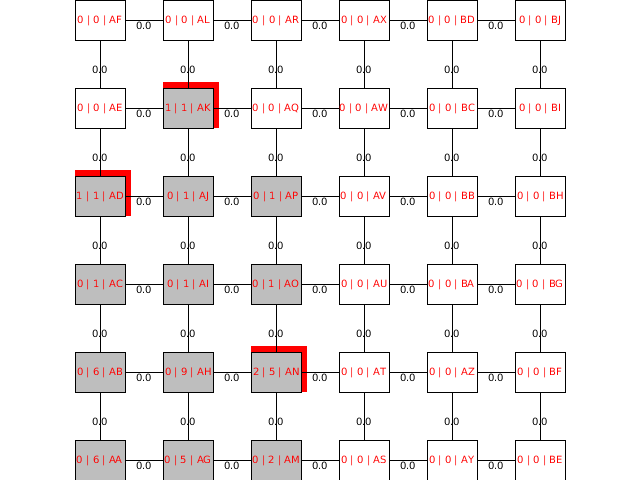 0 | 0 | AF 0.0 0 | 0 | AL 0.0 0 | 0 | AR 0.0 0 | 0 | AX 0.0 0 | 0 | BD 0.0 0 | 0 | BJ
0.0 0.0 0.0 0.0 0.0 0.0
0 | 0 | AE 0.0 1 | 1 | AK 0.0 0 | 0 | AQ 0.0 0 | 0 | AW 0.0 0 | 0 | BC 0.0 0 | 0 | BI
0.0 0.0 0.0 0.0 0.0 0.0
1 | 1 | AD 0.0 0 | 1 | AJ 0.0 0 | 1 | AP 0.0 0 | 0 | AV 0.0 0 | 0 | BB 0.0 0 | 0 | BH
0.0 0.0 0.0 0.0 0.0 0.0
0 | 1 | AC 0.0 0 | 1 | AI 0.0 0 | 1 | AO 0.0 0 | 0 | AU 0.0 0 | 0 | BA 0.0 0 | 0 | BG
0.0 0.0 0.0 0.0 0.0 0.0
0 | 6 | AB 0.0 0 | 9 | AH 0.0 2 | 5 | AN 0.0 0 | 0 | AT 0.0 0 | 0 | AZ 0.0 0 | 0 | BF
0.0 0.0 0.0 0.0 0.0 0.0
0 | 6 | AA 0.0 0 | 5 | AG 0.0 0 | 2 | AM 0.0 0 | 0 | AS 0.0 0 | 0 | AY 0.0 0 | 0 | BE